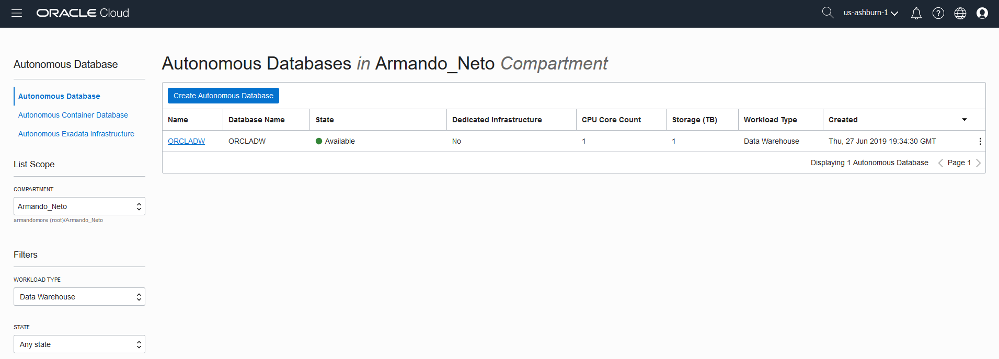 ORACLE Cloud
us-ashburn-1
Autonomous Database
Autonomous Database
Autonomous Container Database
Autonomous Exadata Infrastructure
List Scope
COMPARTMENT
Armando_Neto
armandomore (root)/Armando_Neto
Filters
WORKLOAD TYPE
Data Warehouse
STATE
Any state
Autonomous Databases in Armando_Neto Compartment
Create Autonomous Database
Name Database Name State Dedicated Infrastructure CPU Core Count Storage (TB) Workload Type Created
ORCLADW ORCLADW Available No 1 1 Data Warehouse Thu, 27 Jun 2019 19:34:30 GMT
Displaying 1 Autonomous Database Page 1